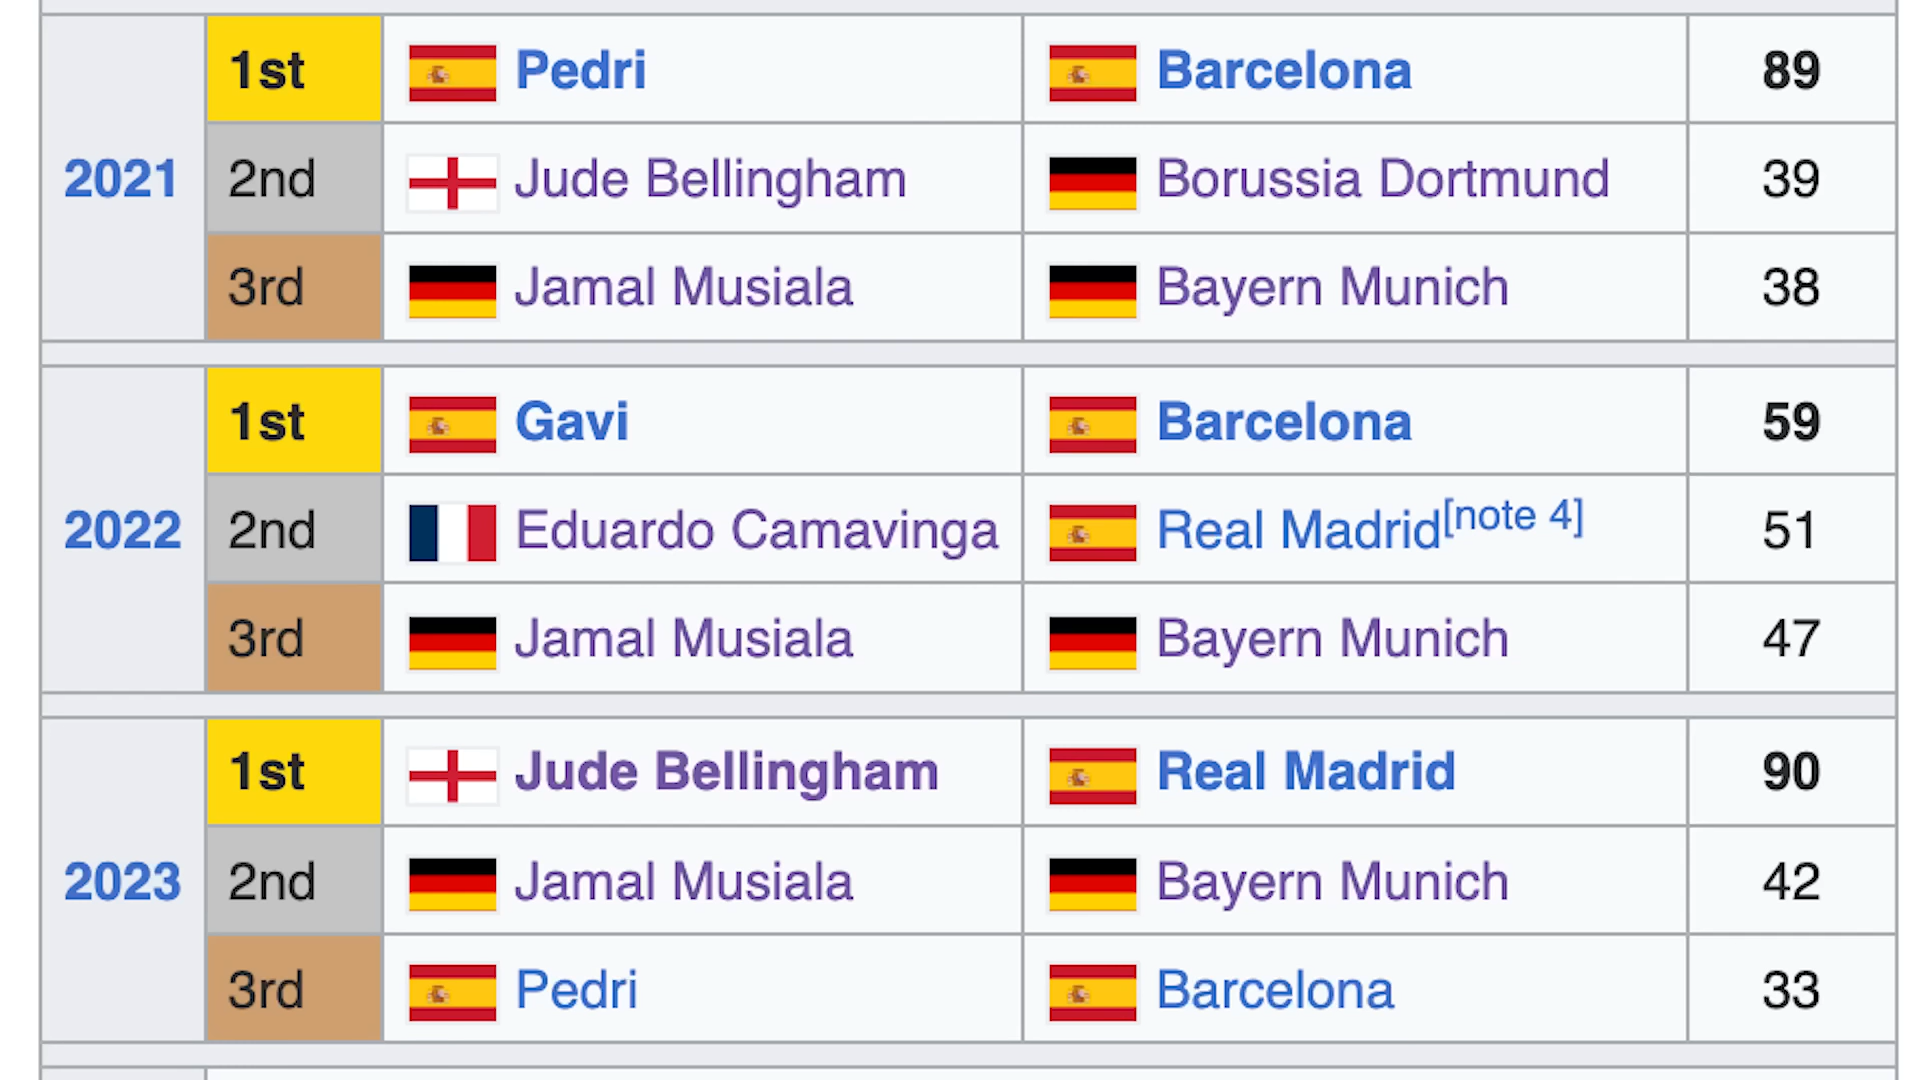 2021
1st Pedri Barcelona 89
2nd Jude Bellingham Borussia Dortmund 39
3rd Jamal Musiala Bayern Munich 38
2022
1st Gavi Barcelona 59
2nd Eduardo Camavinga Real Madrid[note 4] 51
3rd Jamal Musiala Bayern Munich 47
2023
1st Jude Bellingham Real Madrid 90
2nd Jamal Musiala Bayern Munich 42
3rd Pedri Barcelona 33